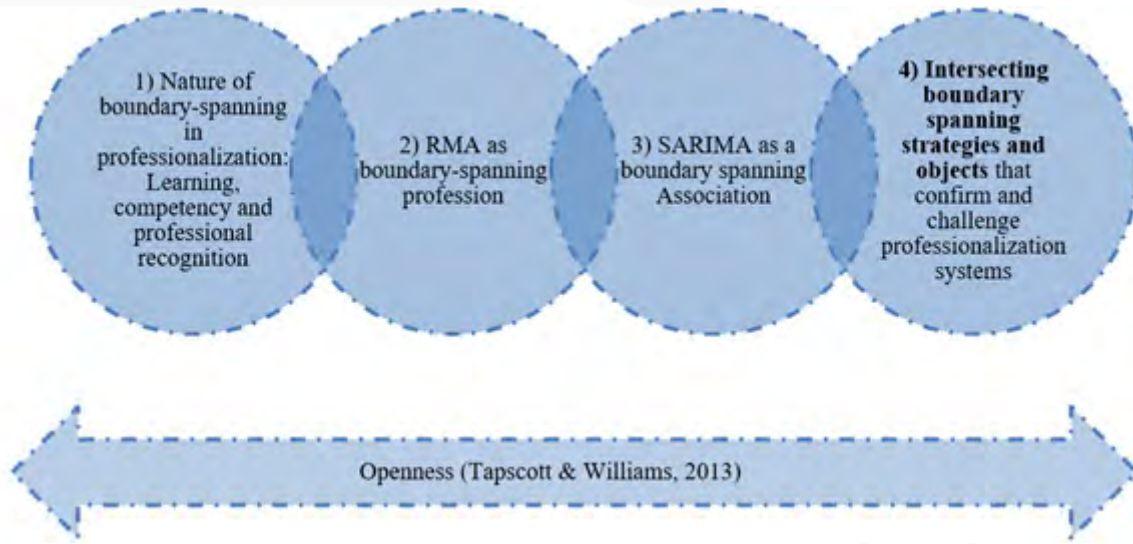 1) Nature of
boundary-spanning
in
professionalization:
Learning,
competency and
professional
recognition
2) RMA as
boundary-spanning
profession
3) SARIMA as a
boundary spanning
Association
4) Intersecting
boundary
spanning
strategies and
objects that
confirm and
challenge
professionalization
systems
Openness (Tapscott & Williams, 2013)